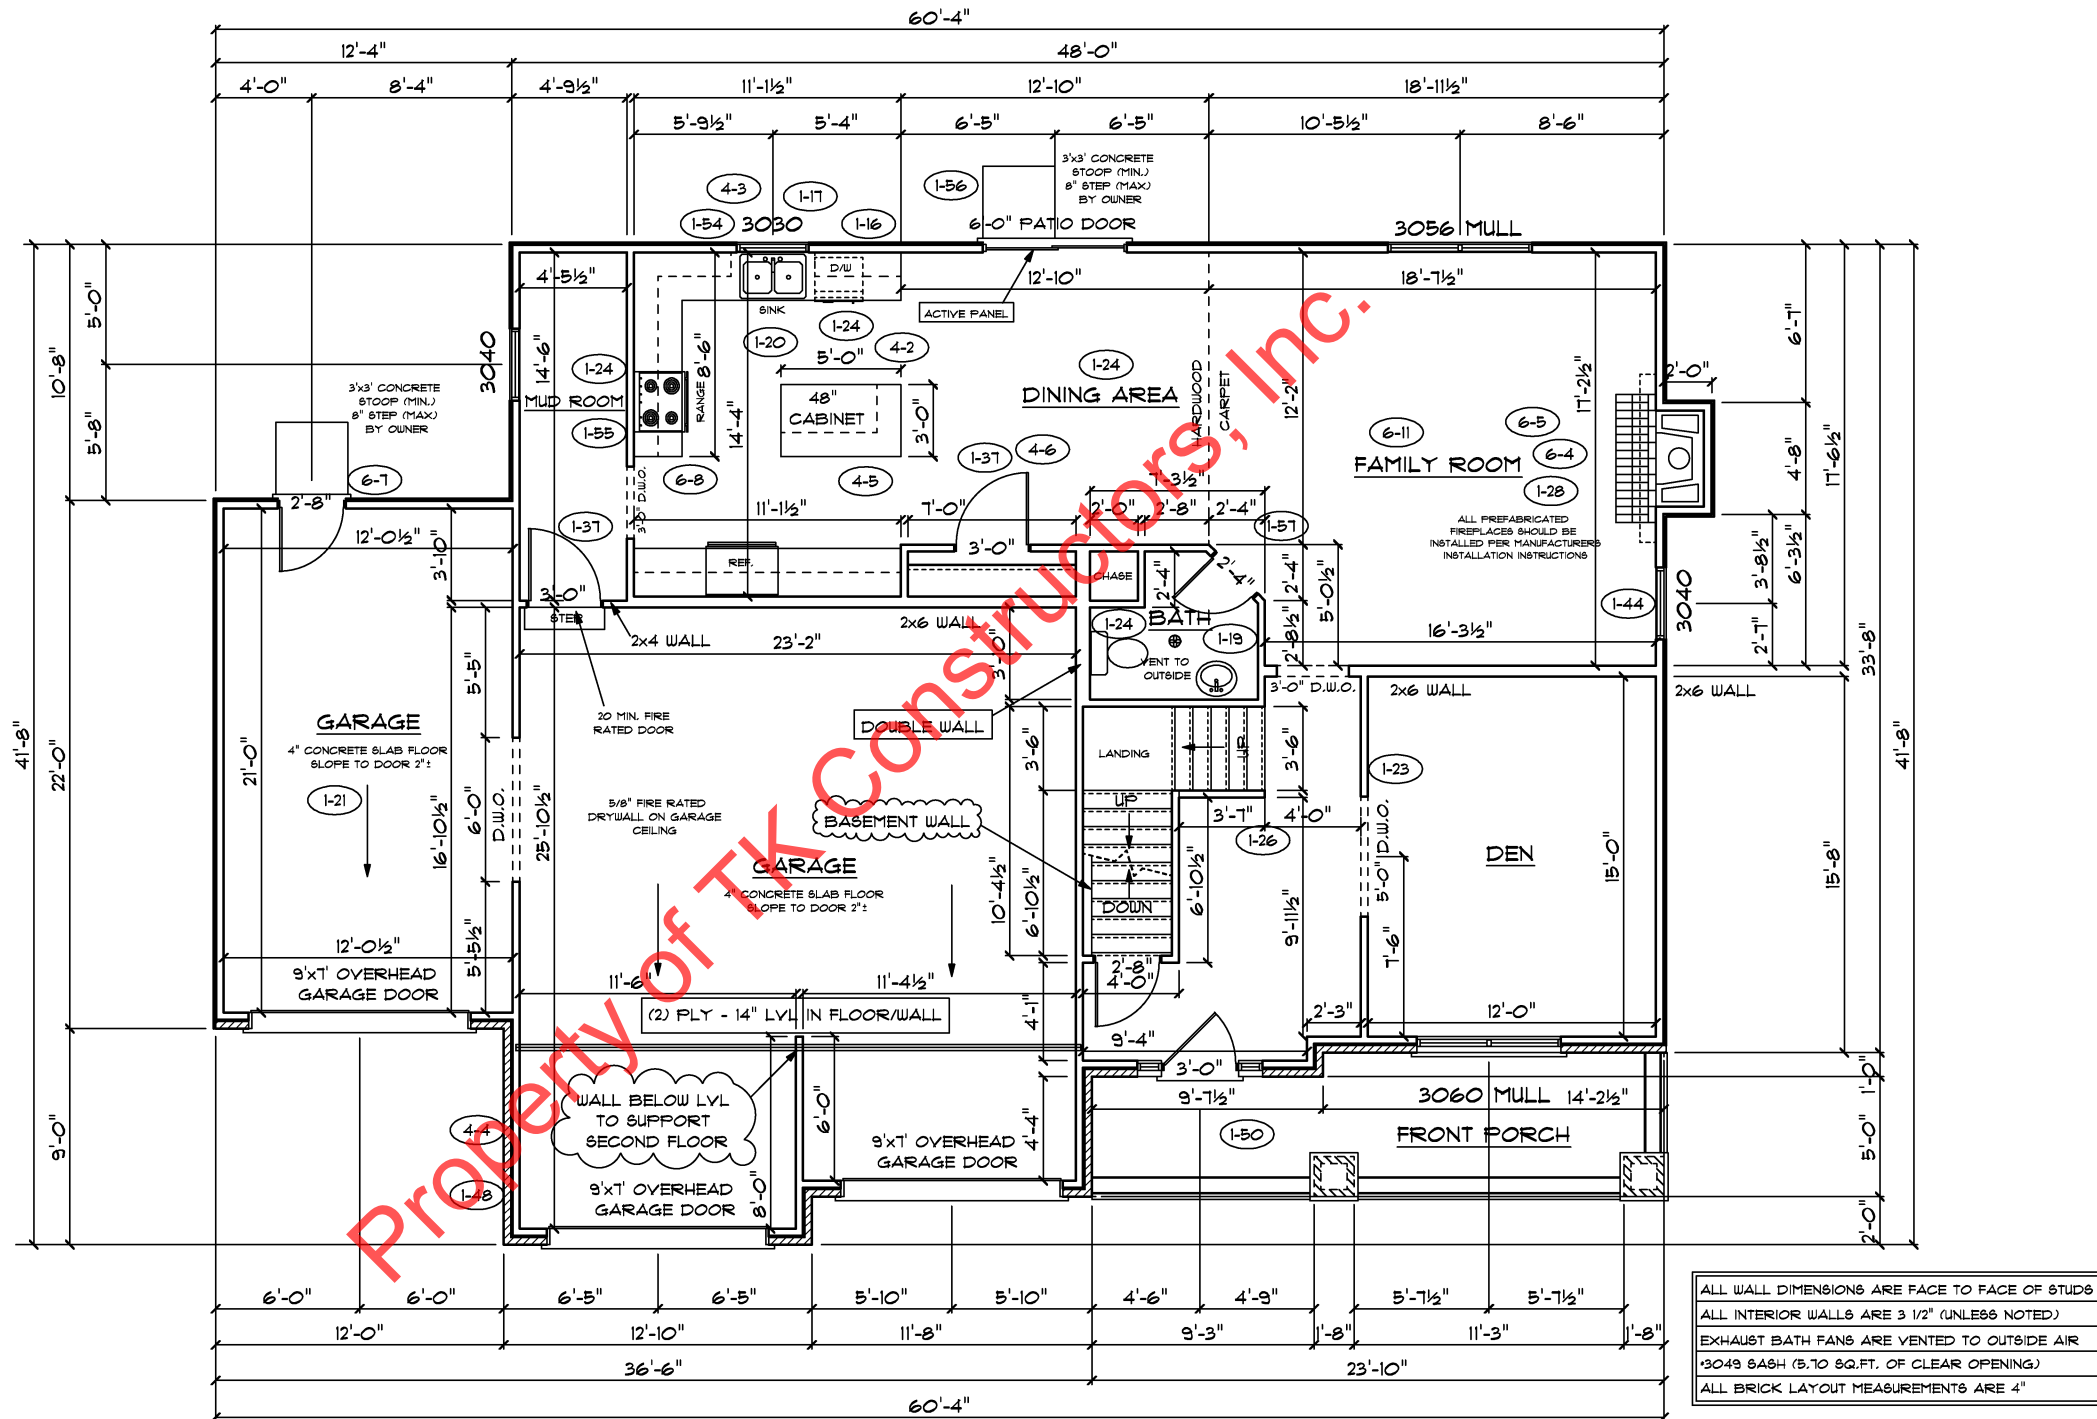 60'-4"
12'-4"
48'-0"
4'-0"
8'-4"
4'-9½"
11'-1½"
12'-10"
18'-11½"
5'-9½"
5'-4"
6'-5"
6'-5"
10'-5½"
8'-6"
3'x3' CONCRETE
STOOP (MIN.)
8" STEP (MAX)
BY OWNER
4-3
1-17
1-56
1-54
3030
1-16
6'-0" PATIO DOOR
3056 MULL
4'-5½"
D/W
12'-10"
18'-7½"
SINK
ACTIVE PANEL
5'-0"
10'-8"
5'-8"
3040
14'-6"
8'-6"
1-20
1-24
4-2
5'-0"
1-24
MUD ROOM
1-55
RANGE
14'-4"
48"
CABINET
3'-0"
1-24
DINING AREA
HARDWOOD
CARPET
12'-2"
17'-2½"
2'-0"
6'-7"
4'-8"
17'-6½"
6-11
6-5
6-4
FAMILY ROOM
1-28
ALL PREFABRICATED
FIREPLACES SHOULD BE
INSTALLED PER MANUFACTURERS
INSTALLATION INSTRUCTIONS
3'x3' CONCRETE
STOOP (MIN.)
8" STEP (MAX)
BY OWNER
6-7
2'-8"
6-8
4-5
1-37
4-6
3'-0" D.W.O.
7'-3½"
11'-1½"
7'-0"
2'-0"
2'-8"
2'-4"
1-57
1-37
12'-0½"
3'-10"
3'-0"
REF.
CHASE
2'-4"
2'-4"
2'-4"
5'-0½"
3'-8½"
6'-3½"
3'-0"
STEP
2x4 WALL
23'-2"
2x6 WALL
3'-0"
1-24
BATH
1-19
VENT TO
OUTSIDE
2'-8½"
16'-3½"
1-44
3040
2'-7"
33'-8"
3'-0" D.W.O.
2x6 WALL
2x6 WALL
41'-8"
22'-0"
GARAGE
4" CONCRETE SLAB FLOOR
SLOPE TO DOOR 2"±
1-21
21'-0"
16'-10½"
5'-5"
6'-0"
D.W.O.
5'-5½"
25'-10½"
20 MIN. FIRE
RATED DOOR
DOUBLE WALL
5/8" FIRE RATED
DRYWALL ON GARAGE
CEILING
BASEMENT WALL
GARAGE
4" CONCRETE SLAB FLOOR
SLOPE TO DOOR 2"±
LANDING
UP
UP
DOWN
3'-6"
3'-6"
3'-7"
4'-0"
1-26
1-23
5'-0" D.W.O.
DEN
15'-0"
15'-8"
41'-8"
10'-4½"
6'-10½"
6'-10½"
9'-11½"
7'-6"
12'-0½"
9'x7' OVERHEAD
GARAGE DOOR
11'-6"
11'-4½"
2'-8"
4'-0"
(2) PLY - 14" LVL IN FLOOR/WALL
4'-1"
9'-4"
2'-3"
12'-0"
3'-0"
WALL BELOW LVL
TO SUPPORT
SECOND FLOOR
6'-0"
4'-4"
9'-7½"
3060 MULL
14'-2½"
1'-0"
9'-0"
4-4
1-48
9'x7' OVERHEAD
GARAGE DOOR
8'-0"
9'x7' OVERHEAD
GARAGE DOOR
1-50
FRONT PORCH
5'-0"
2'-0"
6'-0"
6'-0"
6'-5"
6'-5"
5'-10"
5'-10"
4'-6"
4'-9"
5'-7½"
5'-7½"
12'-0"
12'-10"
11'-8"
9'-3"
1'-8"
11'-3"
1'-8"
36'-6"
23'-10"
60'-4"
ALL WALL DIMENSIONS ARE FACE TO FACE OF STUDS
ALL INTERIOR WALLS ARE 3 1/2" (UNLESS NOTED)
EXHAUST BATH FANS ARE VENTED TO OUTSIDE AIR
*3049 SASH (5.70 SQ.FT. OF CLEAR OPENING)
ALL BRICK LAYOUT MEASUREMENTS ARE 4"
Property of TK Constructors, Inc.